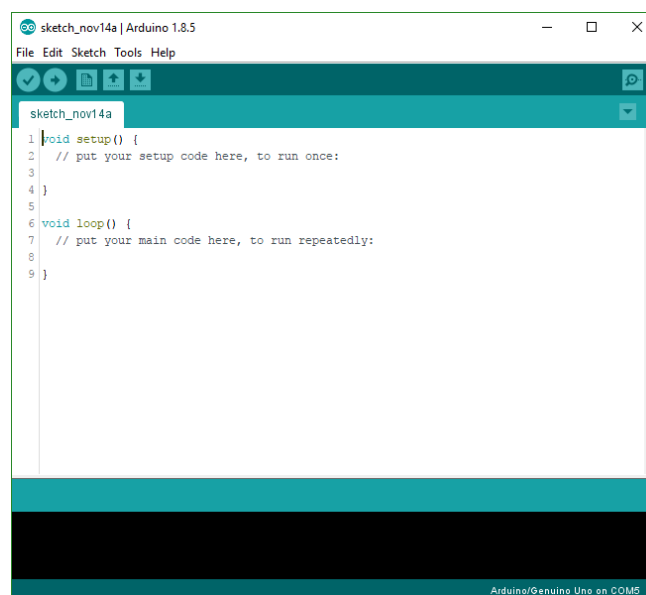 sketch_nov14a | Arduino 1.8.5
File Edit Sketch Tools Help
sketch_nov14a
1 void setup() {
2   // put your setup code here, to run once:
3
4 }
5
6 void loop() {
7   // put your main code here, to run repeatedly:
8
9 }
Arduino/Genuino Uno on COM5